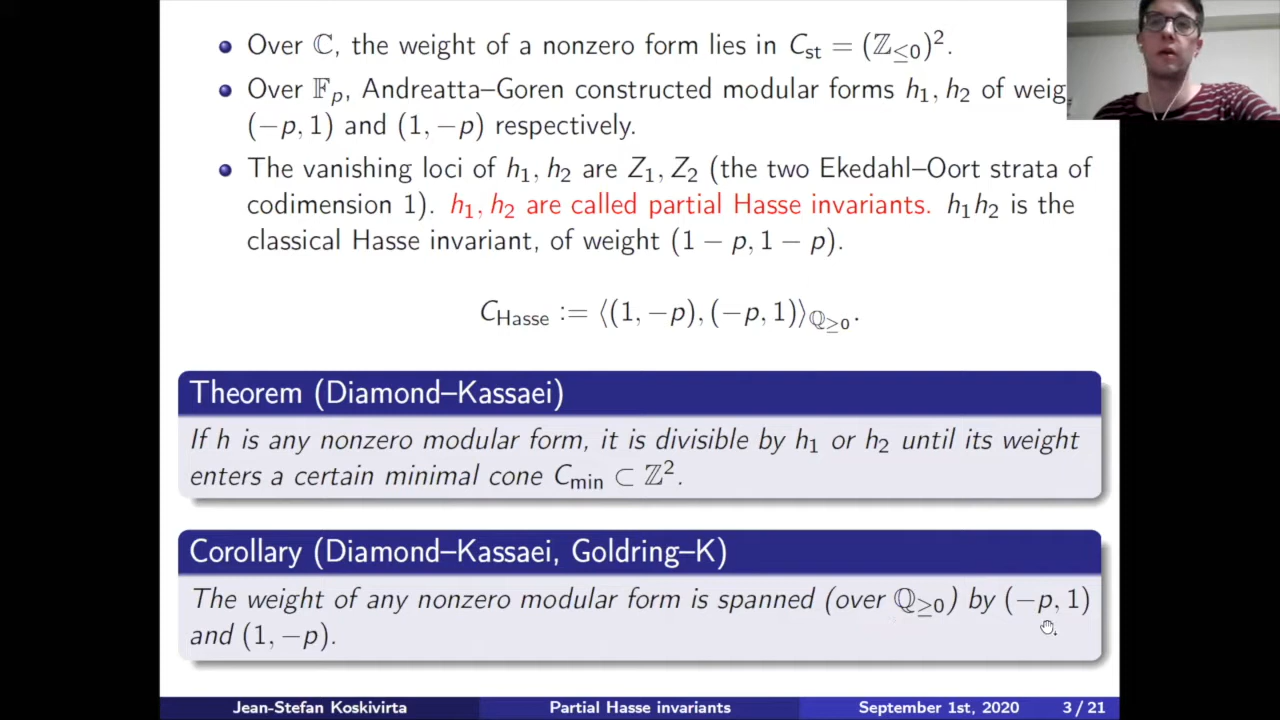 Over ℂ, the weight of a nonzero form lies in C_st = (ℤ_≤0)².
Over 𝔽_p, Andreatta–Goren constructed modular forms h₁, h₂ of weig
(−p, 1) and (1, −p) respectively.
The vanishing loci of h₁, h₂ are Z₁, Z₂ (the two Ekedahl–Oort strata of
codimension 1). h₁, h₂ are called partial Hasse invariants. h₁h₂ is the
classical Hasse invariant, of weight (1 − p, 1 − p).
C_Hasse := ⟨(1, −p), (−p, 1)⟩_ℚ≥0.
Theorem (Diamond–Kassaei)
If h is any nonzero modular form, it is divisible by h₁ or h₂ until its weight
enters a certain minimal cone C_min ⊂ ℤ².
Corollary (Diamond–Kassaei, Goldring–K)
The weight of any nonzero modular form is spanned (over ℚ≥0) by (−p, 1)
and (1, −p).
Jean-Stefan Koskivirta Partial Hasse invariants September 1st, 2020 3 / 21